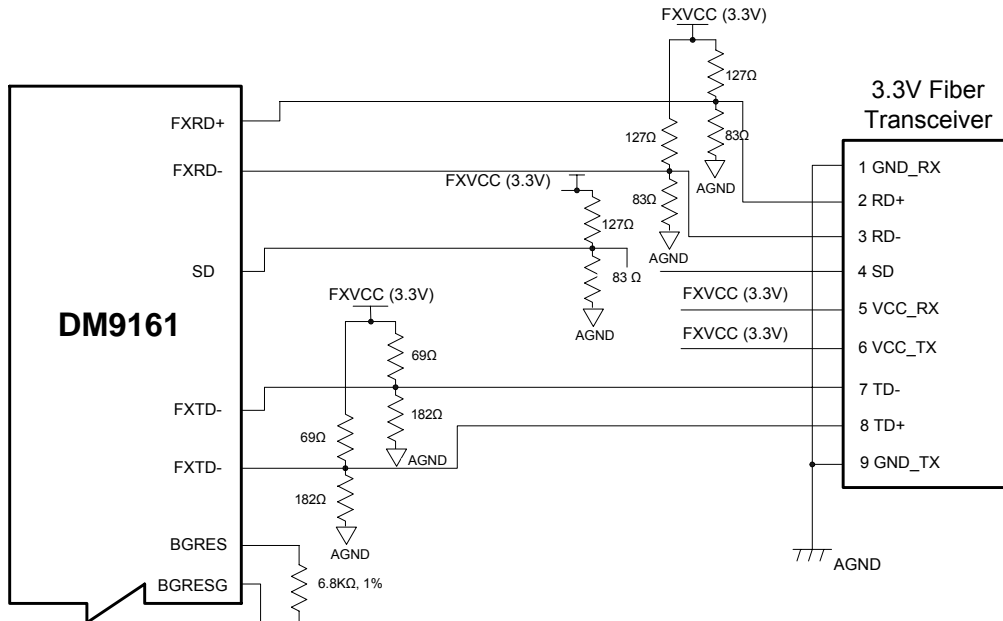 FXVCC (3.3V)
127Ω
3.3V Fiber
Transceiver
FXRD+
127Ω
83Ω
1 GND_RX
FXRD-
FXVCC (3.3V)
AGND
83Ω
2 RD+
127Ω
3 RD-
AGND
SD
83 Ω
4 SD
FXVCC (3.3V)
FXVCC (3.3V)
5 VCC_RX
DM9161
AGND
FXVCC (3.3V)
6 VCC_TX
69Ω
7 TD-
FXTD-
182Ω
8 TD+
69Ω
AGND
FXTD-
9 GND_TX
182Ω
BGRES
AGND
AGND
BGRESG
6.8KΩ, 1%